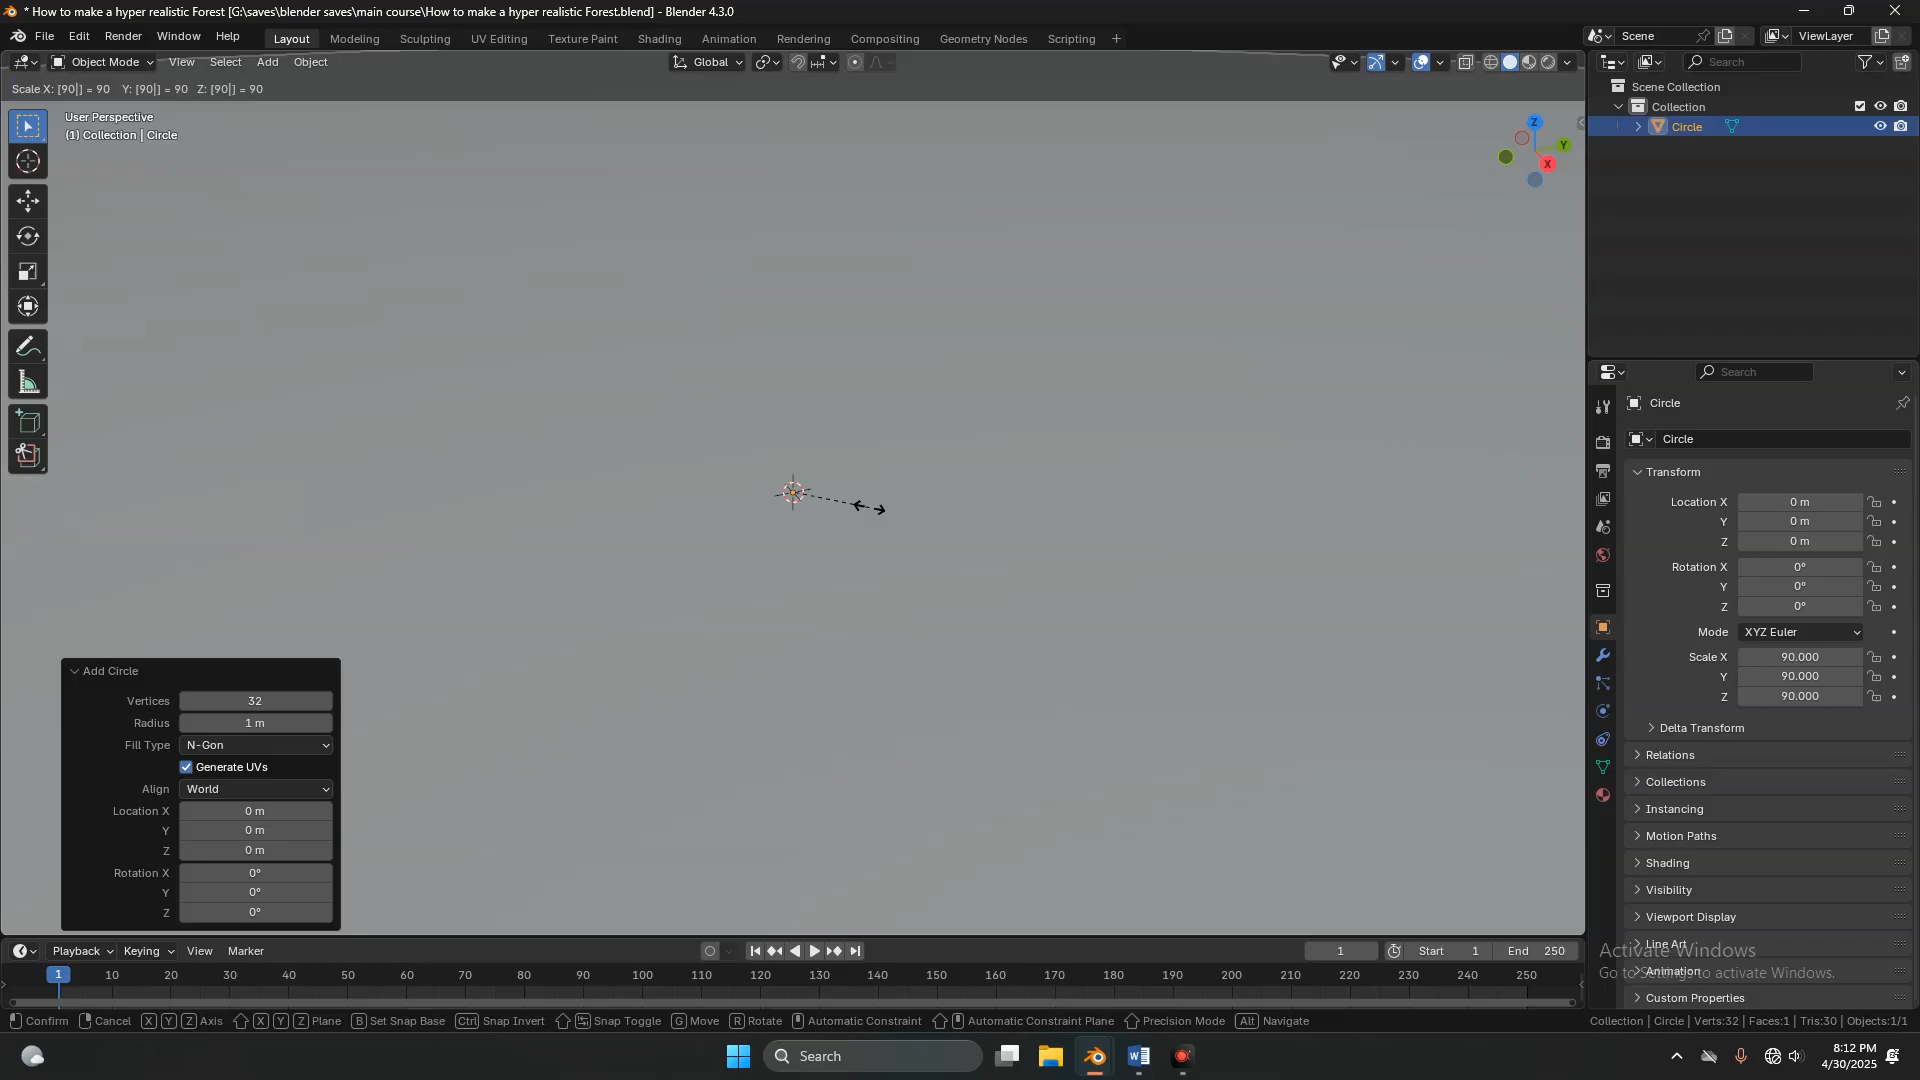 * How to make a hyper realistic Forest [G:\saves\blender saves\main course\How to make a hyper realistic Forest.blend] - Blender 4.3.0
File Edit Render Window Help Layout Modeling Sculpting UV Editing Texture Paint Shading Animation Rendering Compositing Geometry Nodes Scripting + Scene ViewLayer
Object Mode View Select Add Object Global Search
Scale X: [90|] = 90 Y: [90|] = 90 Z: [90|] = 90
Scene Collection
Collection
Circle
User Perspective
(1) Collection | Circle
Z
Y
X
Search
Circle
Circle
Transform
Location X 0 m
Y 0 m
Z 0 m
Rotation X 0°
Y 0°
Z 0°
Mode XYZ Euler
Scale X 90.000
Y 90.000
Z 90.000
Delta Transform
Relations
Collections
Instancing
Motion Paths
Shading
Visibility
Viewport Display
Line Art
Animation
Custom Properties
Activate Windows
Go to Settings to activate Windows.
Add Circle
Vertices 32
Radius 1 m
Fill Type N-Gon
Generate UVs
Align World
Location X 0 m
Y 0 m
Z 0 m
Rotation X 0°
Y 0°
Z 0°
Playback Keying View Marker 1 Start 1 End 250
1 10 20 30 40 50 60 70 80 90 100 110 120 130 140 150 160 170 180 190 200 210 220 230 240 250
Confirm Cancel X Y Z Axis X Y Z Plane B Set Snap Base Ctrl Snap Invert Snap Toggle G Move R Rotate Automatic Constraint Automatic Constraint Plane Precision Mode Alt Navigate
Collection | Circle | Verts:32 | Faces:1 | Tris:30 | Objects:1/1
Search
8:12 PM
4/30/2025